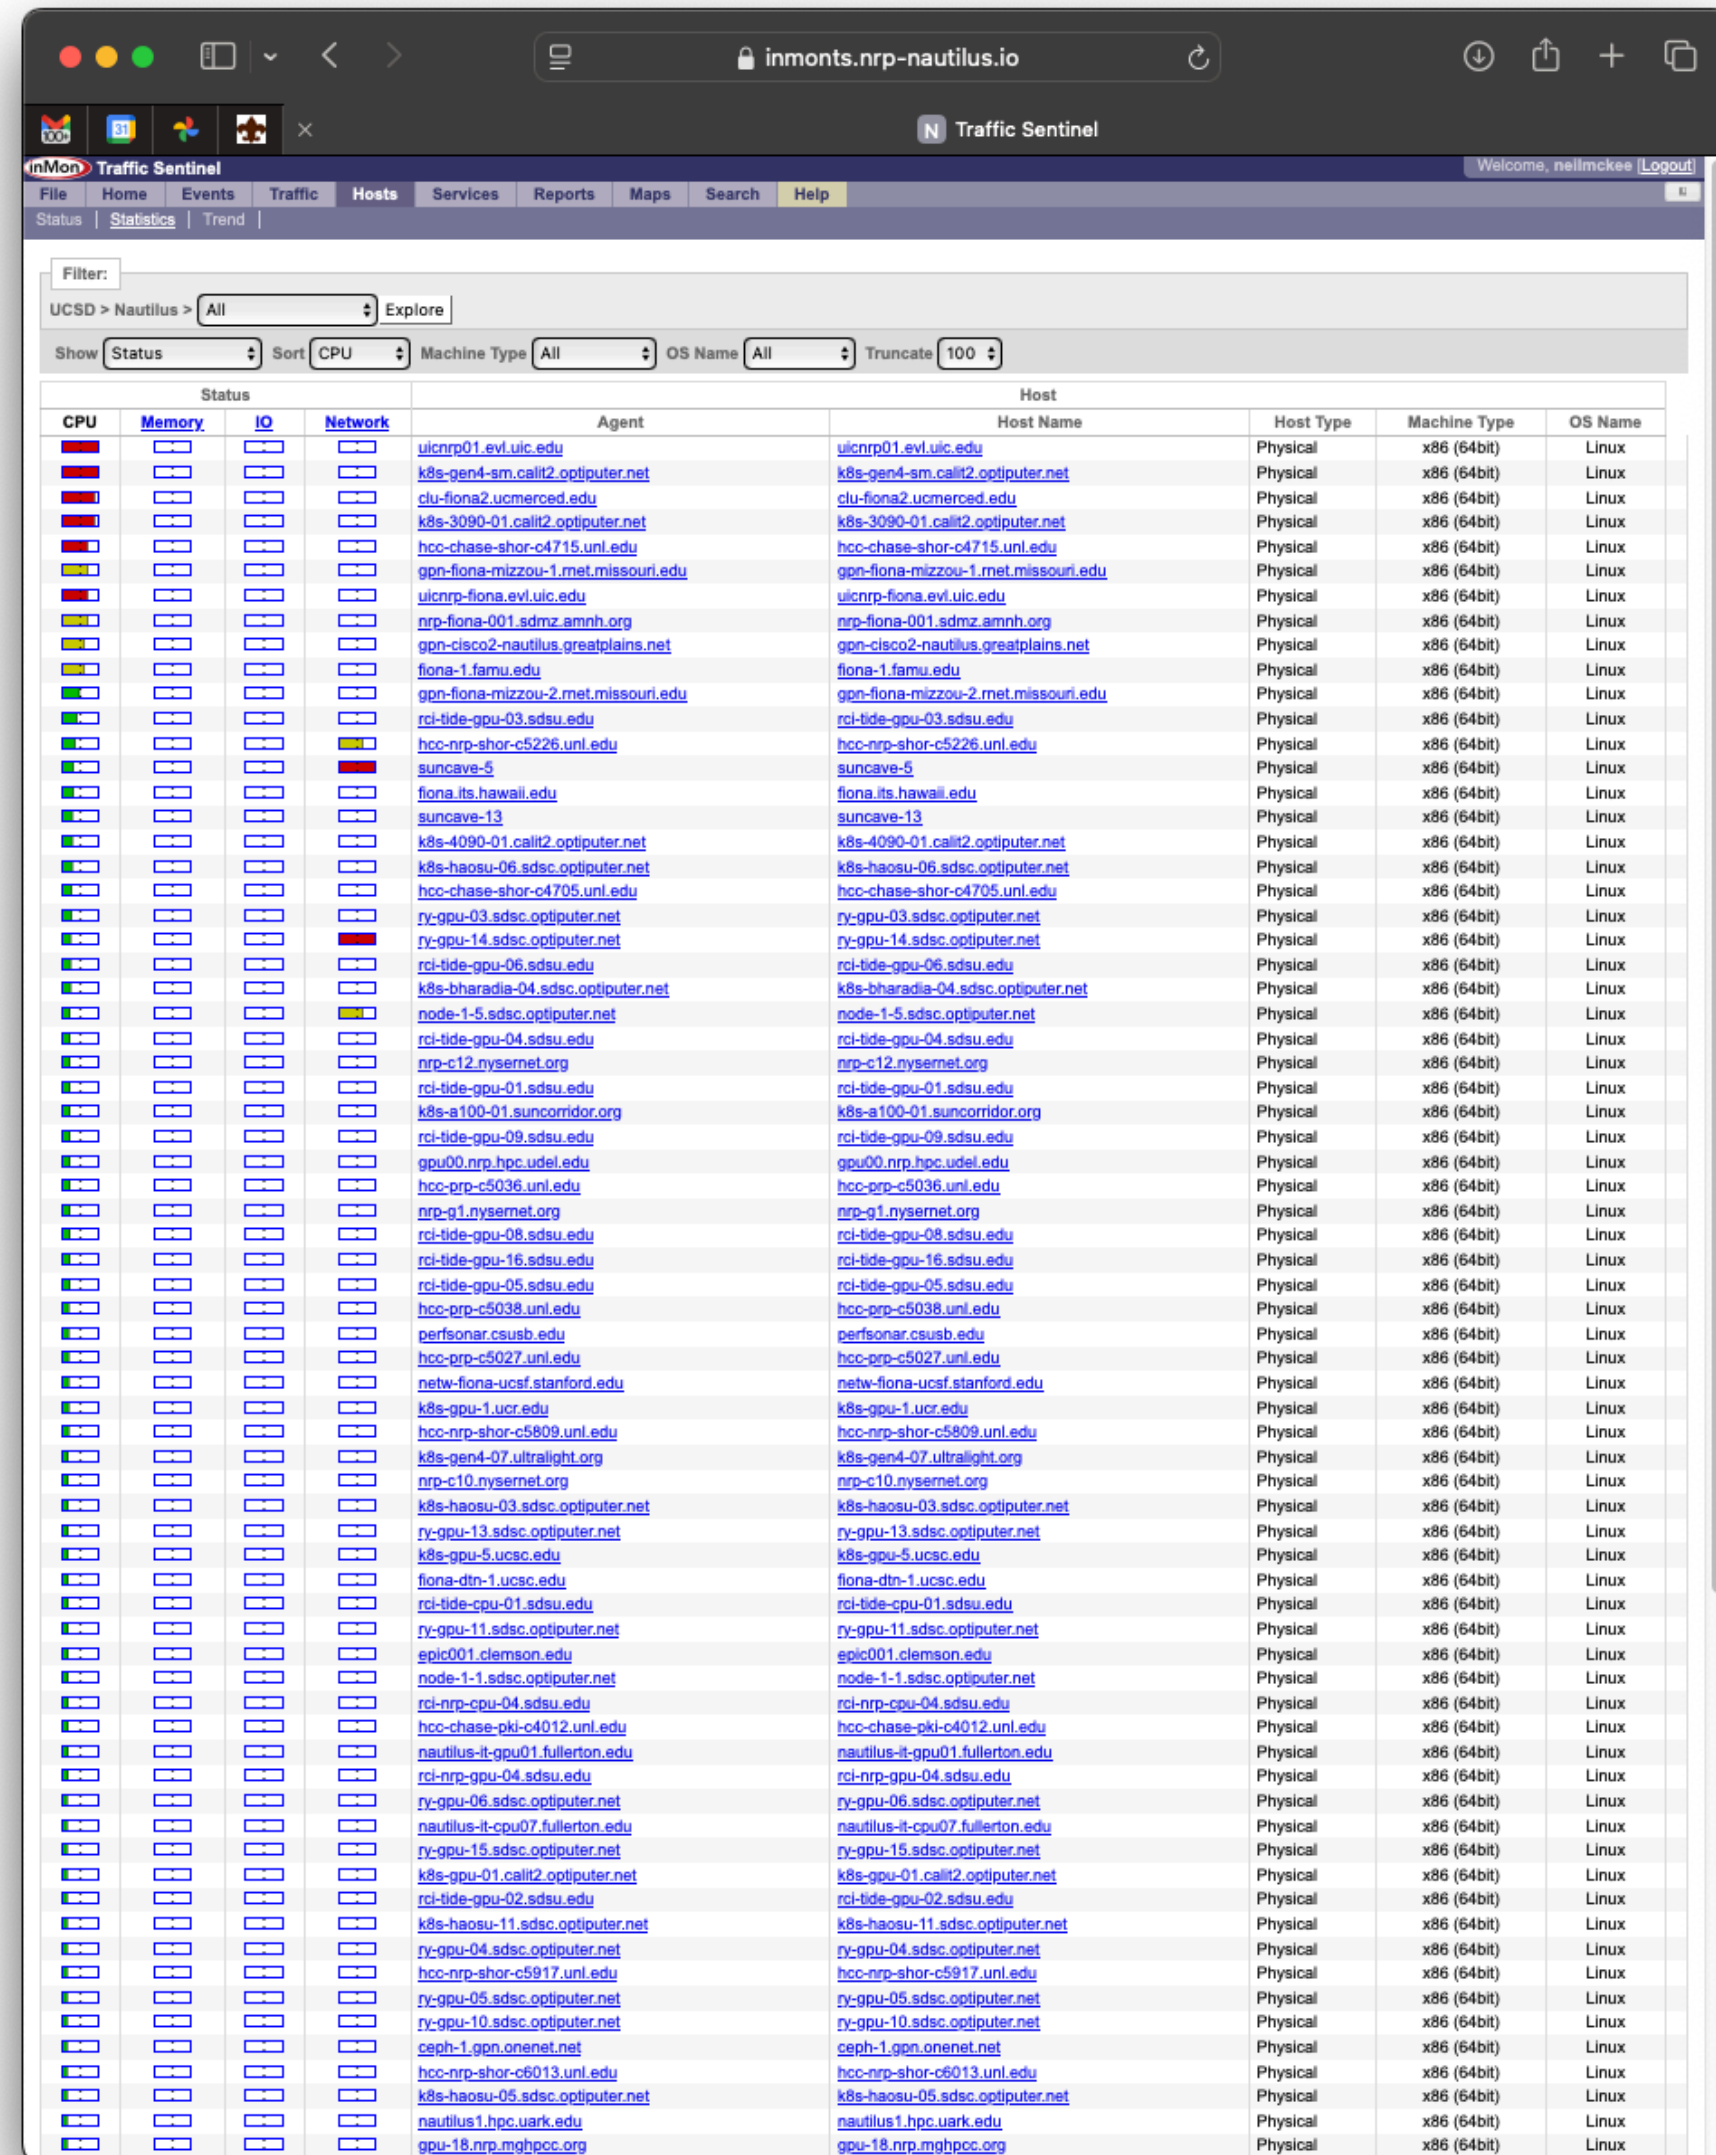 inmonts.nrp-nautilus.io
100+ 31 N Traffic Sentinel
inMon Traffic Sentinel Welcome, neilmckee [Logout]
File Home Events Traffic Hosts Services Reports Maps Search Help
Status | Statistics | Trend |
Filter:
UCSD > Nautilus > All Explore
Show Status Sort CPU Machine Type All OS Name All Truncate 100
Status Host
CPU Memory IO Network Agent Host Name Host Type Machine Type OS Name
uicnrp01.evl.uic.edu uicnrp01.evl.uic.edu Physical x86 (64bit) Linux
k8s-gen4-sm.calit2.optiputer.net k8s-gen4-sm.calit2.optiputer.net Physical x86 (64bit) Linux
clu-fiona2.ucmerced.edu clu-fiona2.ucmerced.edu Physical x86 (64bit) Linux
k8s-3090-01.calit2.optiputer.net k8s-3090-01.calit2.optiputer.net Physical x86 (64bit) Linux
hcc-chase-shor-c4715.unl.edu hcc-chase-shor-c4715.unl.edu Physical x86 (64bit) Linux
gpn-fiona-mizzou-1.rnet.missouri.edu gpn-fiona-mizzou-1.rnet.missouri.edu Physical x86 (64bit) Linux
uicnrp-fiona.evl.uic.edu uicnrp-fiona.evl.uic.edu Physical x86 (64bit) Linux
nrp-fiona-001.sdmz.amnh.org nrp-fiona-001.sdmz.amnh.org Physical x86 (64bit) Linux
gpn-cisco2-nautilus.greatplains.net gpn-cisco2-nautilus.greatplains.net Physical x86 (64bit) Linux
fiona-1.famu.edu fiona-1.famu.edu Physical x86 (64bit) Linux
gpn-fiona-mizzou-2.rnet.missouri.edu gpn-fiona-mizzou-2.rnet.missouri.edu Physical x86 (64bit) Linux
rci-tide-gpu-03.sdsu.edu rci-tide-gpu-03.sdsu.edu Physical x86 (64bit) Linux
hcc-nrp-shor-c5226.unl.edu hcc-nrp-shor-c5226.unl.edu Physical x86 (64bit) Linux
suncave-5 suncave-5 Physical x86 (64bit) Linux
fiona.its.hawaii.edu fiona.its.hawaii.edu Physical x86 (64bit) Linux
suncave-13 suncave-13 Physical x86 (64bit) Linux
k8s-4090-01.calit2.optiputer.net k8s-4090-01.calit2.optiputer.net Physical x86 (64bit) Linux
k8s-haosu-06.sdsc.optiputer.net k8s-haosu-06.sdsc.optiputer.net Physical x86 (64bit) Linux
hcc-chase-shor-c4705.unl.edu hcc-chase-shor-c4705.unl.edu Physical x86 (64bit) Linux
ry-gpu-03.sdsc.optiputer.net ry-gpu-03.sdsc.optiputer.net Physical x86 (64bit) Linux
ry-gpu-14.sdsc.optiputer.net ry-gpu-14.sdsc.optiputer.net Physical x86 (64bit) Linux
rci-tide-gpu-06.sdsu.edu rci-tide-gpu-06.sdsu.edu Physical x86 (64bit) Linux
k8s-bharadia-04.sdsc.optiputer.net k8s-bharadia-04.sdsc.optiputer.net Physical x86 (64bit) Linux
node-1-5.sdsc.optiputer.net node-1-5.sdsc.optiputer.net Physical x86 (64bit) Linux
rci-tide-gpu-04.sdsu.edu rci-tide-gpu-04.sdsu.edu Physical x86 (64bit) Linux
nrp-c12.nysernet.org nrp-c12.nysernet.org Physical x86 (64bit) Linux
rci-tide-gpu-01.sdsu.edu rci-tide-gpu-01.sdsu.edu Physical x86 (64bit) Linux
k8s-a100-01.suncorridor.org k8s-a100-01.suncorridor.org Physical x86 (64bit) Linux
rci-tide-gpu-09.sdsu.edu rci-tide-gpu-09.sdsu.edu Physical x86 (64bit) Linux
gpu00.nrp.hpc.udel.edu gpu00.nrp.hpc.udel.edu Physical x86 (64bit) Linux
hcc-prp-c5036.unl.edu hcc-prp-c5036.unl.edu Physical x86 (64bit) Linux
nrp-g1.nysernet.org nrp-g1.nysernet.org Physical x86 (64bit) Linux
rci-tide-gpu-08.sdsu.edu rci-tide-gpu-08.sdsu.edu Physical x86 (64bit) Linux
rci-tide-gpu-16.sdsu.edu rci-tide-gpu-16.sdsu.edu Physical x86 (64bit) Linux
rci-tide-gpu-05.sdsu.edu rci-tide-gpu-05.sdsu.edu Physical x86 (64bit) Linux
hcc-prp-c5038.unl.edu hcc-prp-c5038.unl.edu Physical x86 (64bit) Linux
perfsonar.csusb.edu perfsonar.csusb.edu Physical x86 (64bit) Linux
hcc-prp-c5027.unl.edu hcc-prp-c5027.unl.edu Physical x86 (64bit) Linux
netw-fiona-ucsf.stanford.edu netw-fiona-ucsf.stanford.edu Physical x86 (64bit) Linux
k8s-gpu-1.ucr.edu k8s-gpu-1.ucr.edu Physical x86 (64bit) Linux
hcc-nrp-shor-c5809.unl.edu hcc-nrp-shor-c5809.unl.edu Physical x86 (64bit) Linux
k8s-gen4-07.ultralight.org k8s-gen4-07.ultralight.org Physical x86 (64bit) Linux
nrp-c10.nysernet.org nrp-c10.nysernet.org Physical x86 (64bit) Linux
k8s-haosu-03.sdsc.optiputer.net k8s-haosu-03.sdsc.optiputer.net Physical x86 (64bit) Linux
ry-gpu-13.sdsc.optiputer.net ry-gpu-13.sdsc.optiputer.net Physical x86 (64bit) Linux
k8s-gpu-5.ucsc.edu k8s-gpu-5.ucsc.edu Physical x86 (64bit) Linux
fiona-dtn-1.ucsc.edu fiona-dtn-1.ucsc.edu Physical x86 (64bit) Linux
rci-tide-cpu-01.sdsu.edu rci-tide-cpu-01.sdsu.edu Physical x86 (64bit) Linux
ry-gpu-11.sdsc.optiputer.net ry-gpu-11.sdsc.optiputer.net Physical x86 (64bit) Linux
epic001.clemson.edu epic001.clemson.edu Physical x86 (64bit) Linux
node-1-1.sdsc.optiputer.net node-1-1.sdsc.optiputer.net Physical x86 (64bit) Linux
rci-nrp-cpu-04.sdsu.edu rci-nrp-cpu-04.sdsu.edu Physical x86 (64bit) Linux
hcc-chase-pki-c4012.unl.edu hcc-chase-pki-c4012.unl.edu Physical x86 (64bit) Linux
nautilus-it-gpu01.fullerton.edu nautilus-it-gpu01.fullerton.edu Physical x86 (64bit) Linux
rci-nrp-gpu-04.sdsu.edu rci-nrp-gpu-04.sdsu.edu Physical x86 (64bit) Linux
ry-gpu-06.sdsc.optiputer.net ry-gpu-06.sdsc.optiputer.net Physical x86 (64bit) Linux
nautilus-it-cpu07.fullerton.edu nautilus-it-cpu07.fullerton.edu Physical x86 (64bit) Linux
ry-gpu-15.sdsc.optiputer.net ry-gpu-15.sdsc.optiputer.net Physical x86 (64bit) Linux
k8s-gpu-01.calit2.optiputer.net k8s-gpu-01.calit2.optiputer.net Physical x86 (64bit) Linux
rci-tide-gpu-02.sdsu.edu rci-tide-gpu-02.sdsu.edu Physical x86 (64bit) Linux
k8s-haosu-11.sdsc.optiputer.net k8s-haosu-11.sdsc.optiputer.net Physical x86 (64bit) Linux
ry-gpu-04.sdsc.optiputer.net ry-gpu-04.sdsc.optiputer.net Physical x86 (64bit) Linux
hcc-nrp-shor-c5917.unl.edu hcc-nrp-shor-c5917.unl.edu Physical x86 (64bit) Linux
ry-gpu-05.sdsc.optiputer.net ry-gpu-05.sdsc.optiputer.net Physical x86 (64bit) Linux
ry-gpu-10.sdsc.optiputer.net ry-gpu-10.sdsc.optiputer.net Physical x86 (64bit) Linux
ceph-1.gpn.onenet.net ceph-1.gpn.onenet.net Physical x86 (64bit) Linux
hcc-nrp-shor-c6013.unl.edu hcc-nrp-shor-c6013.unl.edu Physical x86 (64bit) Linux
k8s-haosu-05.sdsc.optiputer.net k8s-haosu-05.sdsc.optiputer.net Physical x86 (64bit) Linux
nautilus1.hpc.uark.edu nautilus1.hpc.uark.edu Physical x86 (64bit) Linux
gpu-18.nrp.mghpcc.org gpu-18.nrp.mghpcc.org Physical x86 (64bit) Linux